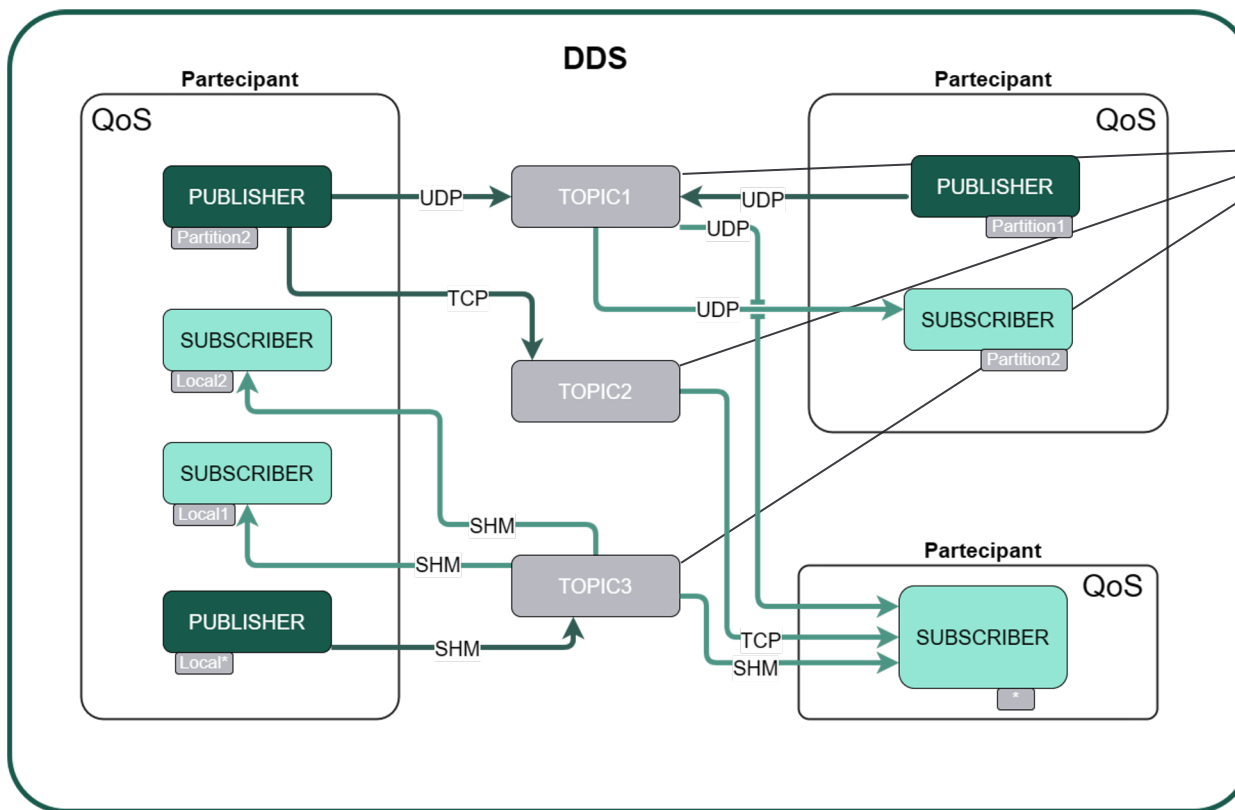 DDS
Partecipant
QoS
PUBLISHER
Partition2
SUBSCRIBER
Local2
SUBSCRIBER
Local1
PUBLISHER
Local*
UDP
TCP
SHM
SHM
SHM
TOPIC1
TOPIC2
TOPIC3
UDP
UDP
UDP
TCP
SHM
Partecipant
QoS
PUBLISHER
Partition1
SUBSCRIBER
Partition2
Partecipant
QoS
SUBSCRIBER
*